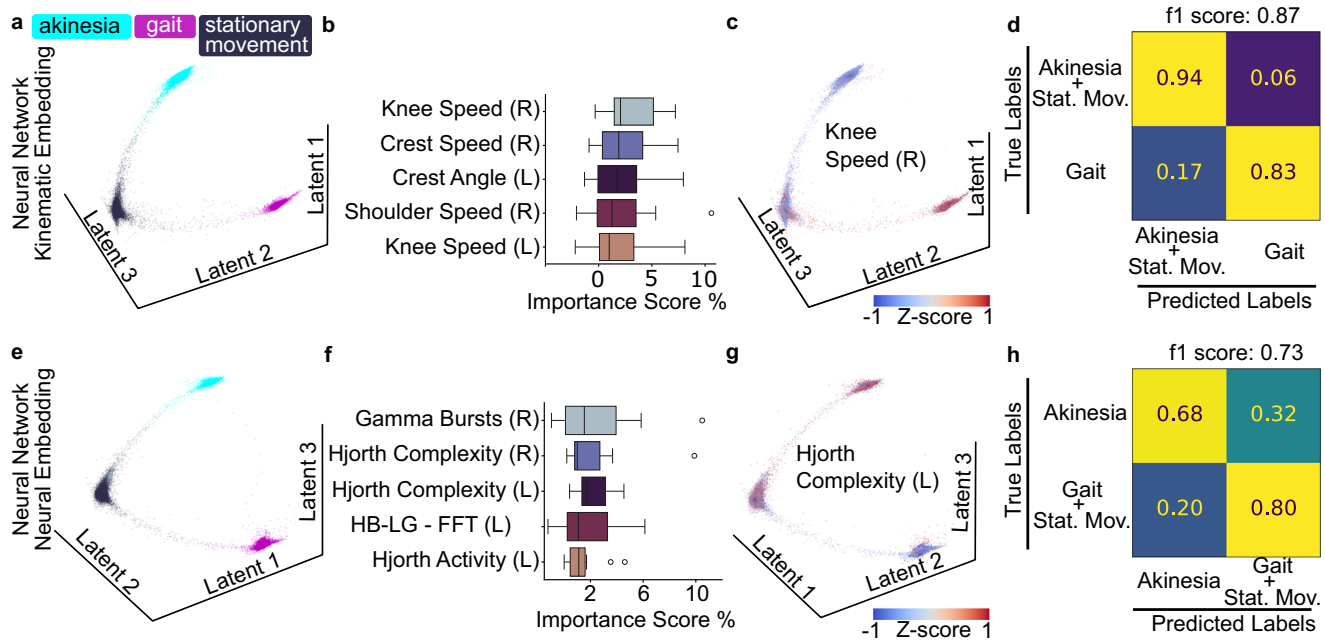 a
akinesia
gait
stationary
movement
Neural Network
Kinematic Embedding
Latent 3
Latent 2
Latent 1
b
Knee Speed (R)
Crest Speed (R)
Crest Angle (L)
Shoulder Speed (R)
Knee Speed (L)
0 5 10
Importance Score %
c
Knee
Speed (R)
Latent 3
Latent 2
Latent 1
-1 Z-score 1
d
f1 score: 0.87
True Labels
Akinesia
+
Stat. Mov.
Gait
0.94 0.06
0.17 0.83
Akinesia
+
Stat. Mov.
Gait
Predicted Labels
e
Neural Network
Neural Embedding
Latent 2
Latent 1
Latent 3
f
Gamma Bursts (R)
Hjorth Complexity (R)
Hjorth Complexity (L)
HB-LG - FFT (L)
Hjorth Activity (L)
2 6 10
Importance Score %
g
Hjorth
Complexity (L)
Latent 1
Latent 2
Latent 3
-1 Z-score 1
h
f1 score: 0.73
True Labels
Akinesia
Gait
+
Stat. Mov.
0.68 0.32
0.20 0.80
Akinesia
Gait
+
Stat. Mov.
Predicted Labels